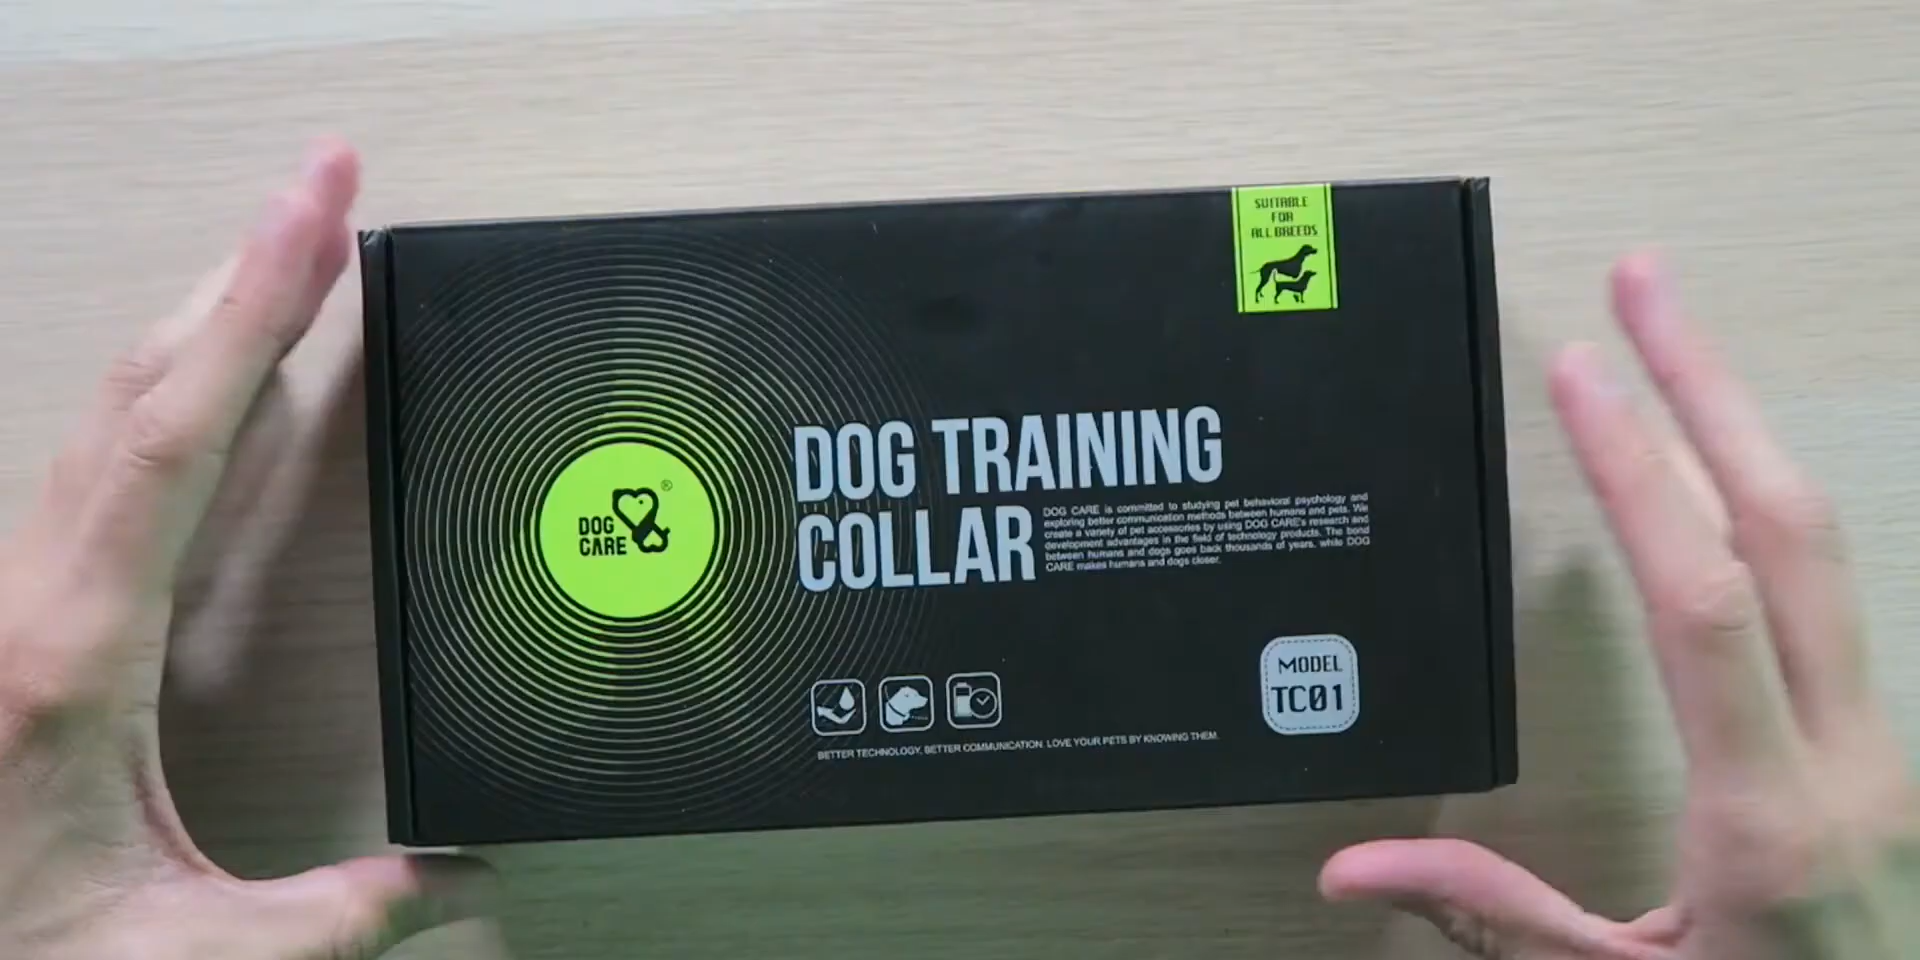 SUITABLE
FOR
ALL BREEDS
DOG TRAINING
COLLAR
DOG CARE is committed to studying pet behavioral psychology and
exploring better communication methods between humans and pets. We
create a variety of pet accessories by using DOG CARE's research and
development advantages in the field of technology products. The bond
between humans and dogs goes back thousands of years, while DOG
CARE makes humans and dogs closer.
®
DOG
CARE
MODEL
TC01
BETTER TECHNOLOGY, BETTER COMMUNICATION. LOVE YOUR PETS BY KNOWING THEM.